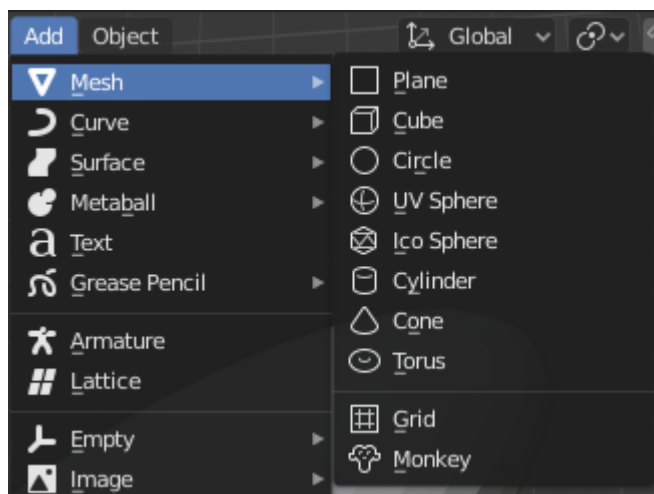 Add Object Global
Mesh
Curve
Surface
Metaball
Text
Grease Pencil
Armature
Lattice
Empty
Image
Plane
Cube
Circle
UV Sphere
Ico Sphere
Cylinder
Cone
Torus
Grid
Monkey